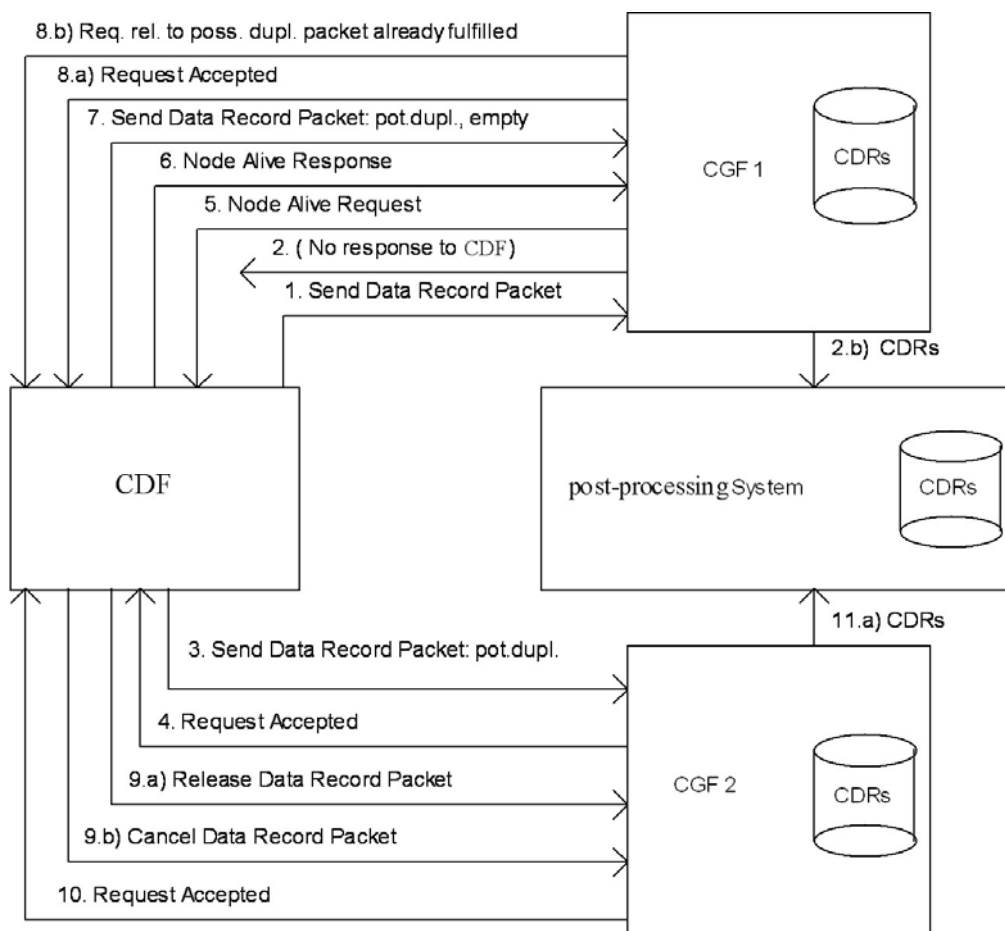 8.b) Req. rel. to poss. dupl. packet already fulfilled
8.a) Request Accepted
7. Send Data Record Packet: pot.dupl., empty
6. Node Alive Response
5. Node Alive Request
2. ( No response to CDF)
1. Send Data Record Packet
CGF 1
CDRs
2.b) CDRs
CDF
post-processing System
CDRs
11.a) CDRs
3. Send Data Record Packet: pot.dupl.
4. Request Accepted
9.a) Release Data Record Packet
9.b) Cancel Data Record Packet
10. Request Accepted
CGF 2
CDRs